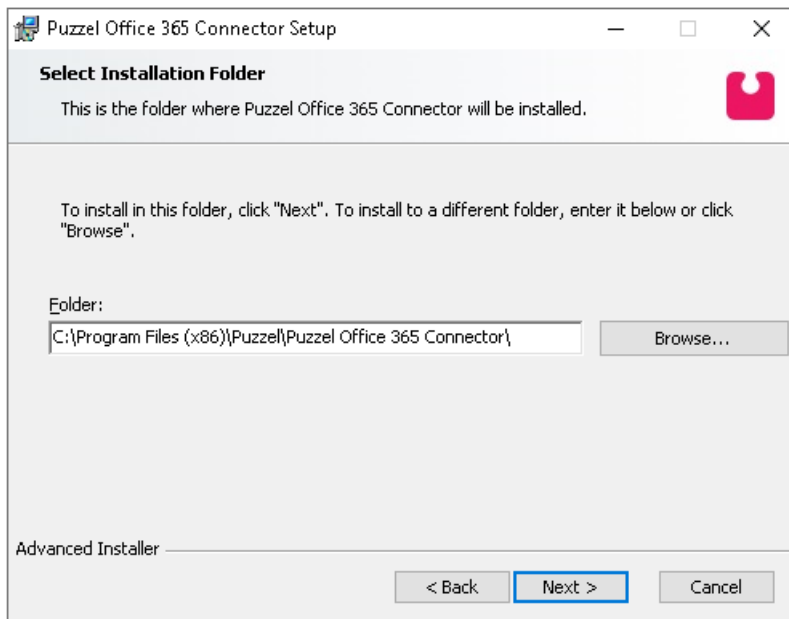 Puzzel Office 365 Connector Setup
Select Installation Folder
This is the folder where Puzzel Office 365 Connector will be installed.
To install in this folder, click "Next". To install to a different folder, enter it below or click
"Browse".
Folder:
C:\Program Files (x86)\Puzzel\Puzzel Office 365 Connector\
Browse...
Advanced Installer
< Back
Next >
Cancel